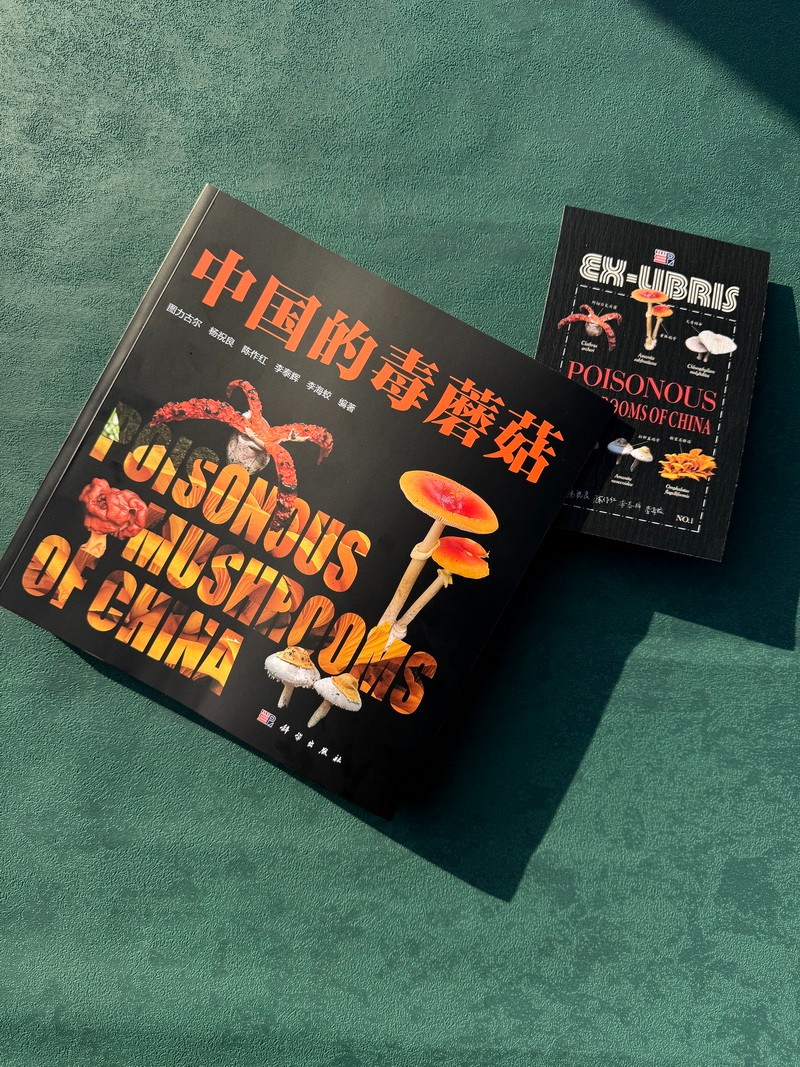 中国的毒蘑菇
图力古尔 杨祝良 陈作红 李泰辉 李海蛟 编著
POISONOUS
MUSHROOMS
OF CHINA
科学出版社
EX-LIBRIS
Clathrus
archeri
Amanita
Chlorophyllum
POISONOUS
OOMS OF CHINA
Amanita
Omphalotus
NO.1